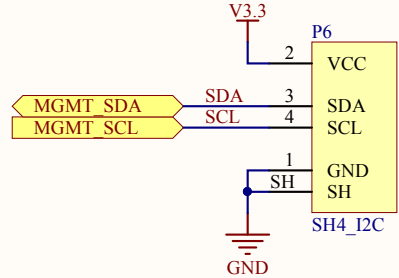 V3.3
P6
2 VCC
MGMT_SDA SDA 3 SDA
MGMT_SCL SCL 4 SCL
1 GND
SH SH
SH4_I2C
GND